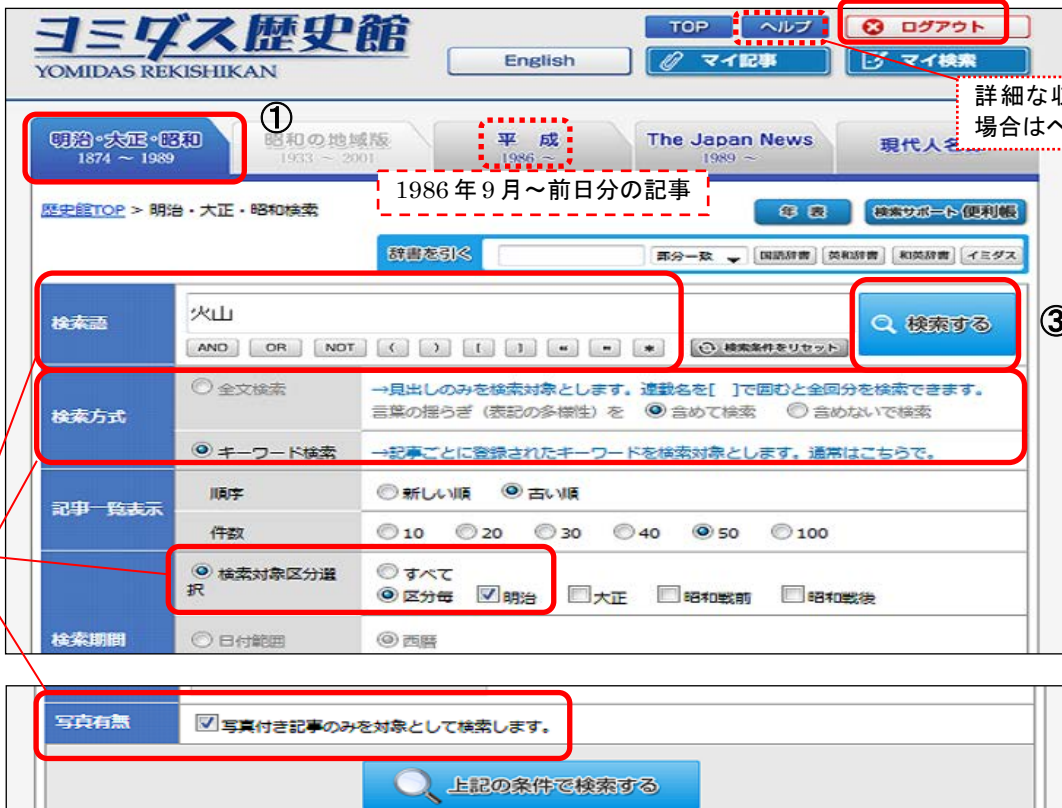 ヨミダス歴史館
YOMIDAS REKISHIKAN
TOP ヘルプ ログアウト
English マイ記事 マイ検索
詳細な収
場合はヘ
①
明治・大正・昭和
1874 ~ 1989
昭和の地域版
1933 ~ 2001
平 成
1986 ~
The Japan News
1989 ~
現代人名
1986年9月～前日分の記事
歴史館TOP > 明治・大正・昭和検索
年 表 検索サポート 便利帳
辞書を引く 部分一致 国語辞書 英和辞書 和英辞書 イミダス
検索語 火山
AND OR NOT ( ) [ ] “ ” * 検索条件をリセット
検索する
③
検索方式
全文検索 →見出しのみを検索対象とします。連載名を[ ]で囲むと全回分を検索できます。
言葉の揺らぎ（表記の多様性）を 含めて検索 含めないで検索
キーワード検索 →記事ごとに登録されたキーワードを検索対象とします。通常はこちらで。
記事一覧表示
順序 新しい順 古い順
件数 10 20 30 40 50 100
検索期間
検索対象区分選択 すべて
区分毎 明治 大正 昭和戦前 昭和戦後
日付範囲 西暦
写真有無 写真付き記事のみを対象として検索します。
上記の条件で検索する